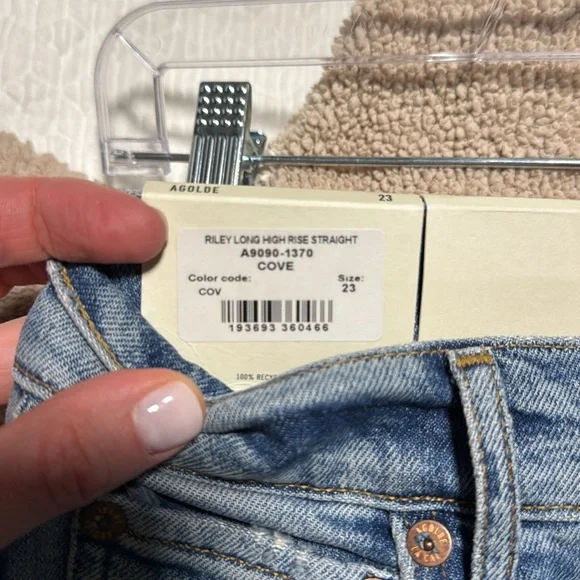 AGOLDE 23
RILEY LONG HIGH RISE STRAIGHT
A9090-1370
COVE
Color code: Size:
COV 23
193693 360466
100% RECYC
AGOLDE